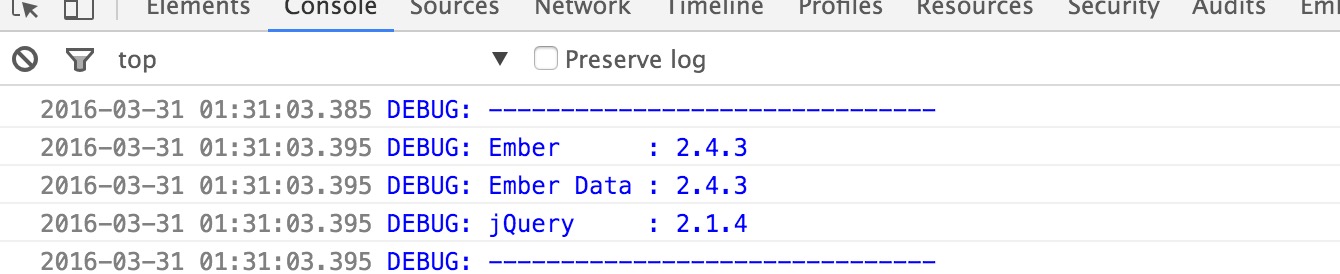 Elements Console Sources Network Timeline Profiles Resources Security Audits
top ▼ Preserve log
2016-03-31 01:31:03.385 DEBUG: -------------------------------
2016-03-31 01:31:03.395 DEBUG: Ember      : 2.4.3
2016-03-31 01:31:03.395 DEBUG: Ember Data : 2.4.3
2016-03-31 01:31:03.395 DEBUG: jQuery     : 2.1.4
2016-03-31 01:31:03.395 DEBUG: -------------------------------